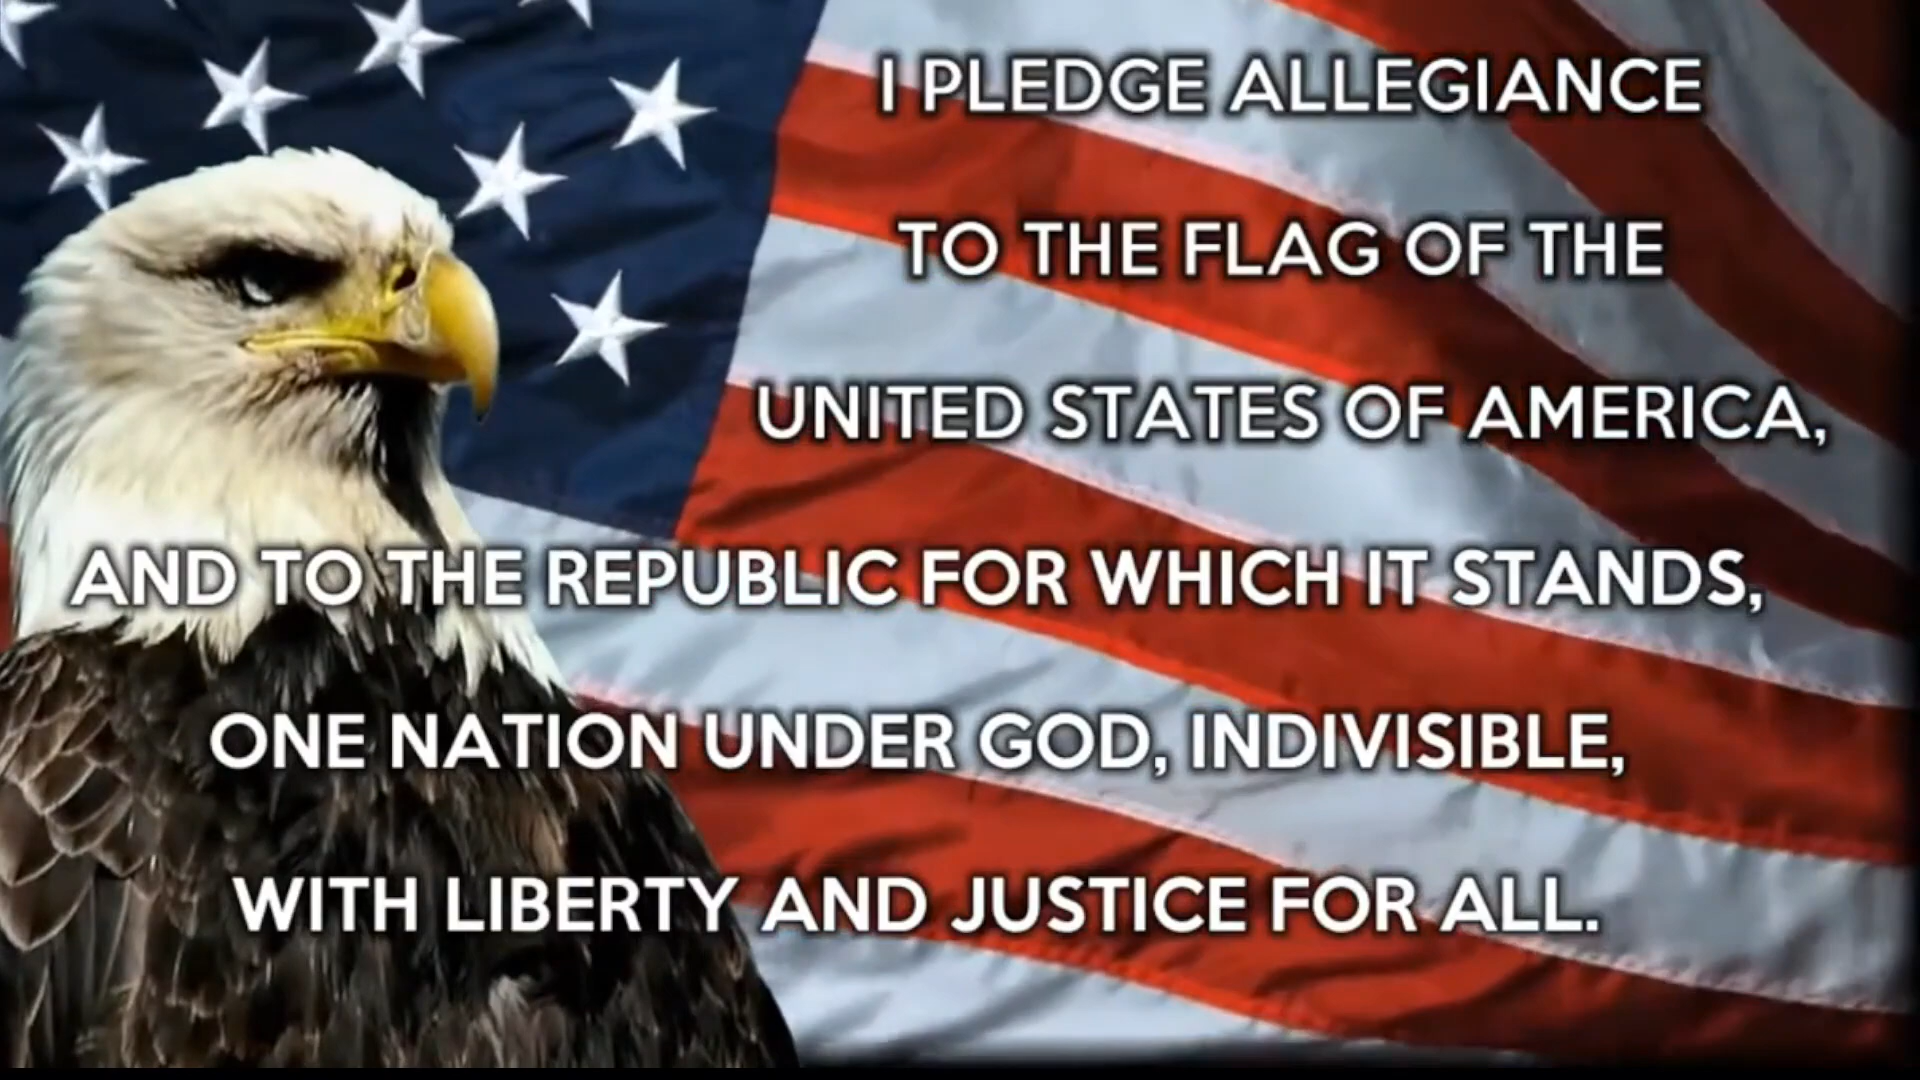 I PLEDGE ALLEGIANCE
TO THE FLAG OF THE
UNITED STATES OF AMERICA,
AND TO THE REPUBLIC FOR WHICH IT STANDS,
ONE NATION UNDER GOD, INDIVISIBLE,
WITH LIBERTY AND JUSTICE FOR ALL.